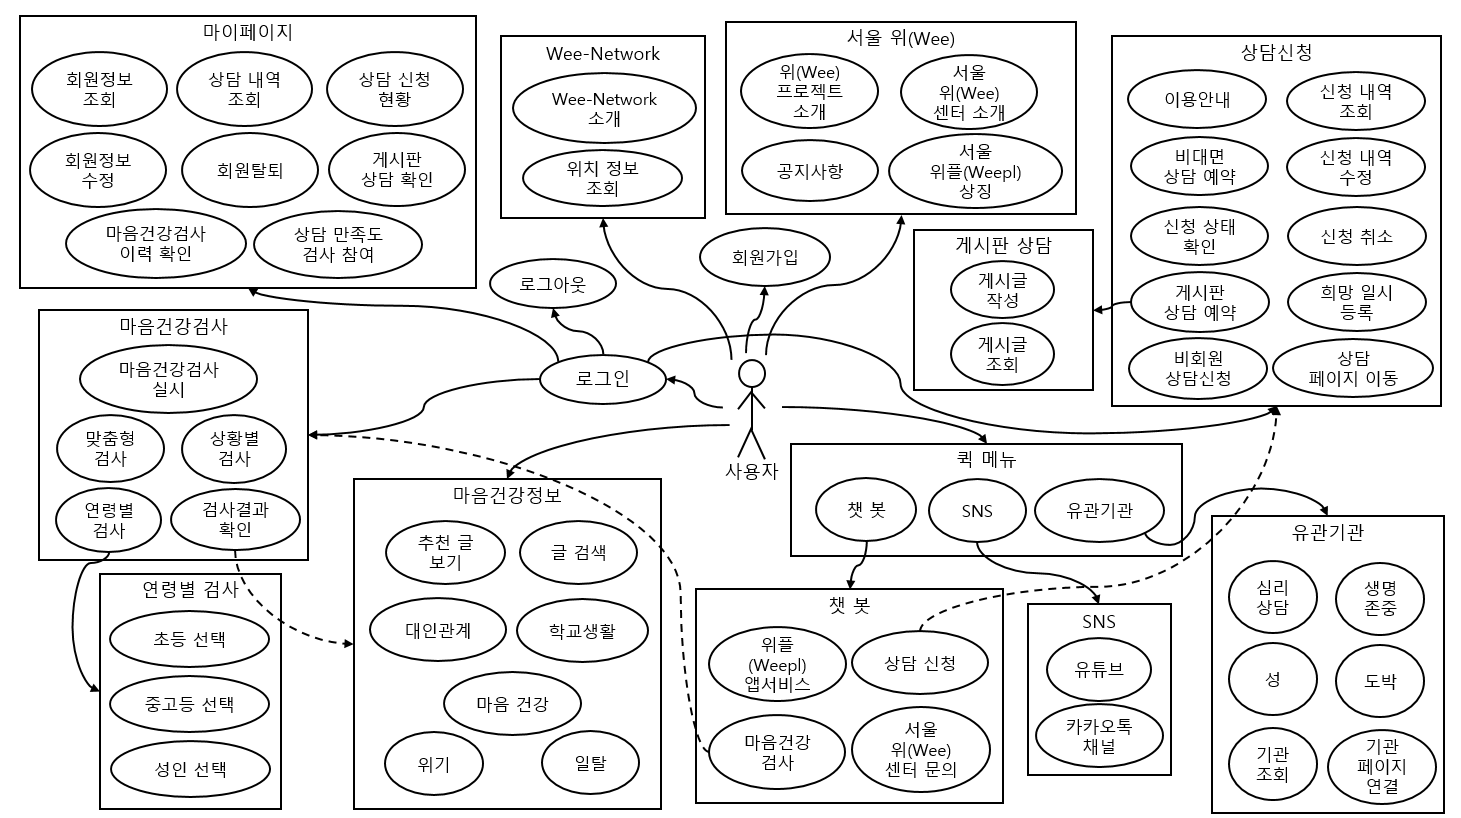 마이페이지
회원정보
조회
상담 내역
조회
상담 신청
현황
회원정보
수정
회원탈퇴
게시판
상담 확인
마음건강검사
이력 확인
상담 만족도
검사 참여
Wee-Network
Wee-Network
소개
위치 정보
조회
서울 위(Wee)
위(Wee)
프로젝트
소개
서울
위(Wee)
센터 소개
공지사항
서울
위플(Weepl)
상징
상담신청
이용안내
신청 내역
조회
비대면
상담 예약
신청 내역
수정
신청 상태
확인
신청 취소
게시판
상담 예약
희망 일시
등록
비회원
상담신청
상담
페이지 이동
게시판 상담
게시글
작성
게시글
조회
로그아웃
회원가입
로그인
사용자
마음건강검사
마음건강검사
실시
맞춤형
검사
상황별
검사
연령별
검사
검사결과
확인
연령별 검사
초등 선택
중고등 선택
성인 선택
마음건강정보
추천 글
보기
글 검색
대인관계
학교생활
마음 건강
위기
일탈
퀵 메뉴
챗 봇
SNS
유관기관
챗 봇
위플
(Weepl)
앱서비스
상담 신청
마음건강
검사
서울
위(Wee)
센터 문의
SNS
유튜브
카카오톡
채널
유관기관
심리
상담
생명
존중
성
도박
기관
조회
기관
페이지
연결